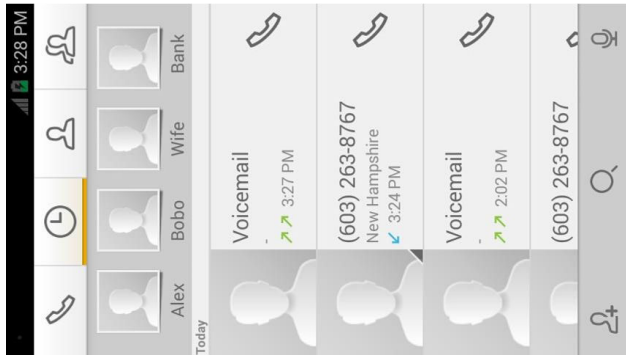 3:28 PM
Alex Bobo Wife Bank
Today
Voicemail
-
3:27 PM
(603) 263-8767
New Hampshire
3:24 PM
Voicemail
-
2:02 PM
(603) 263-8767